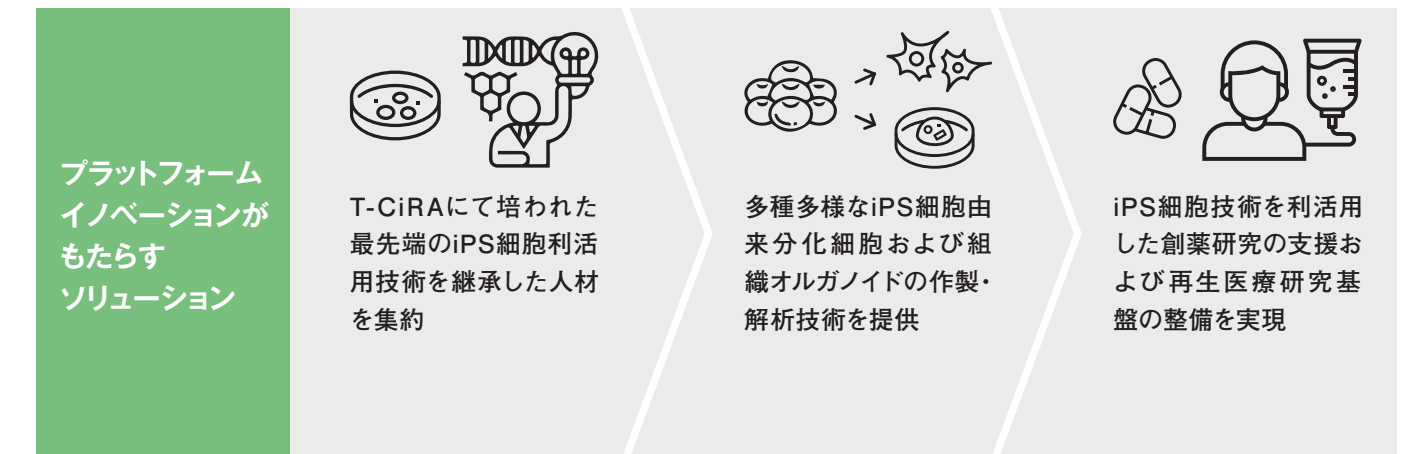 プラットフォーム
イノベーションが
もたらす
ソリューション
T-CiRAにて培われた
最先端のiPS細胞利活
用技術を継承した人材
を集約
多種多様なiPS細胞由
来分化細胞および組
織オルガノイドの作製・
解析技術を提供
iPS細胞技術を利活用
した創薬研究の支援お
よび再生医療研究基
盤の整備を実現